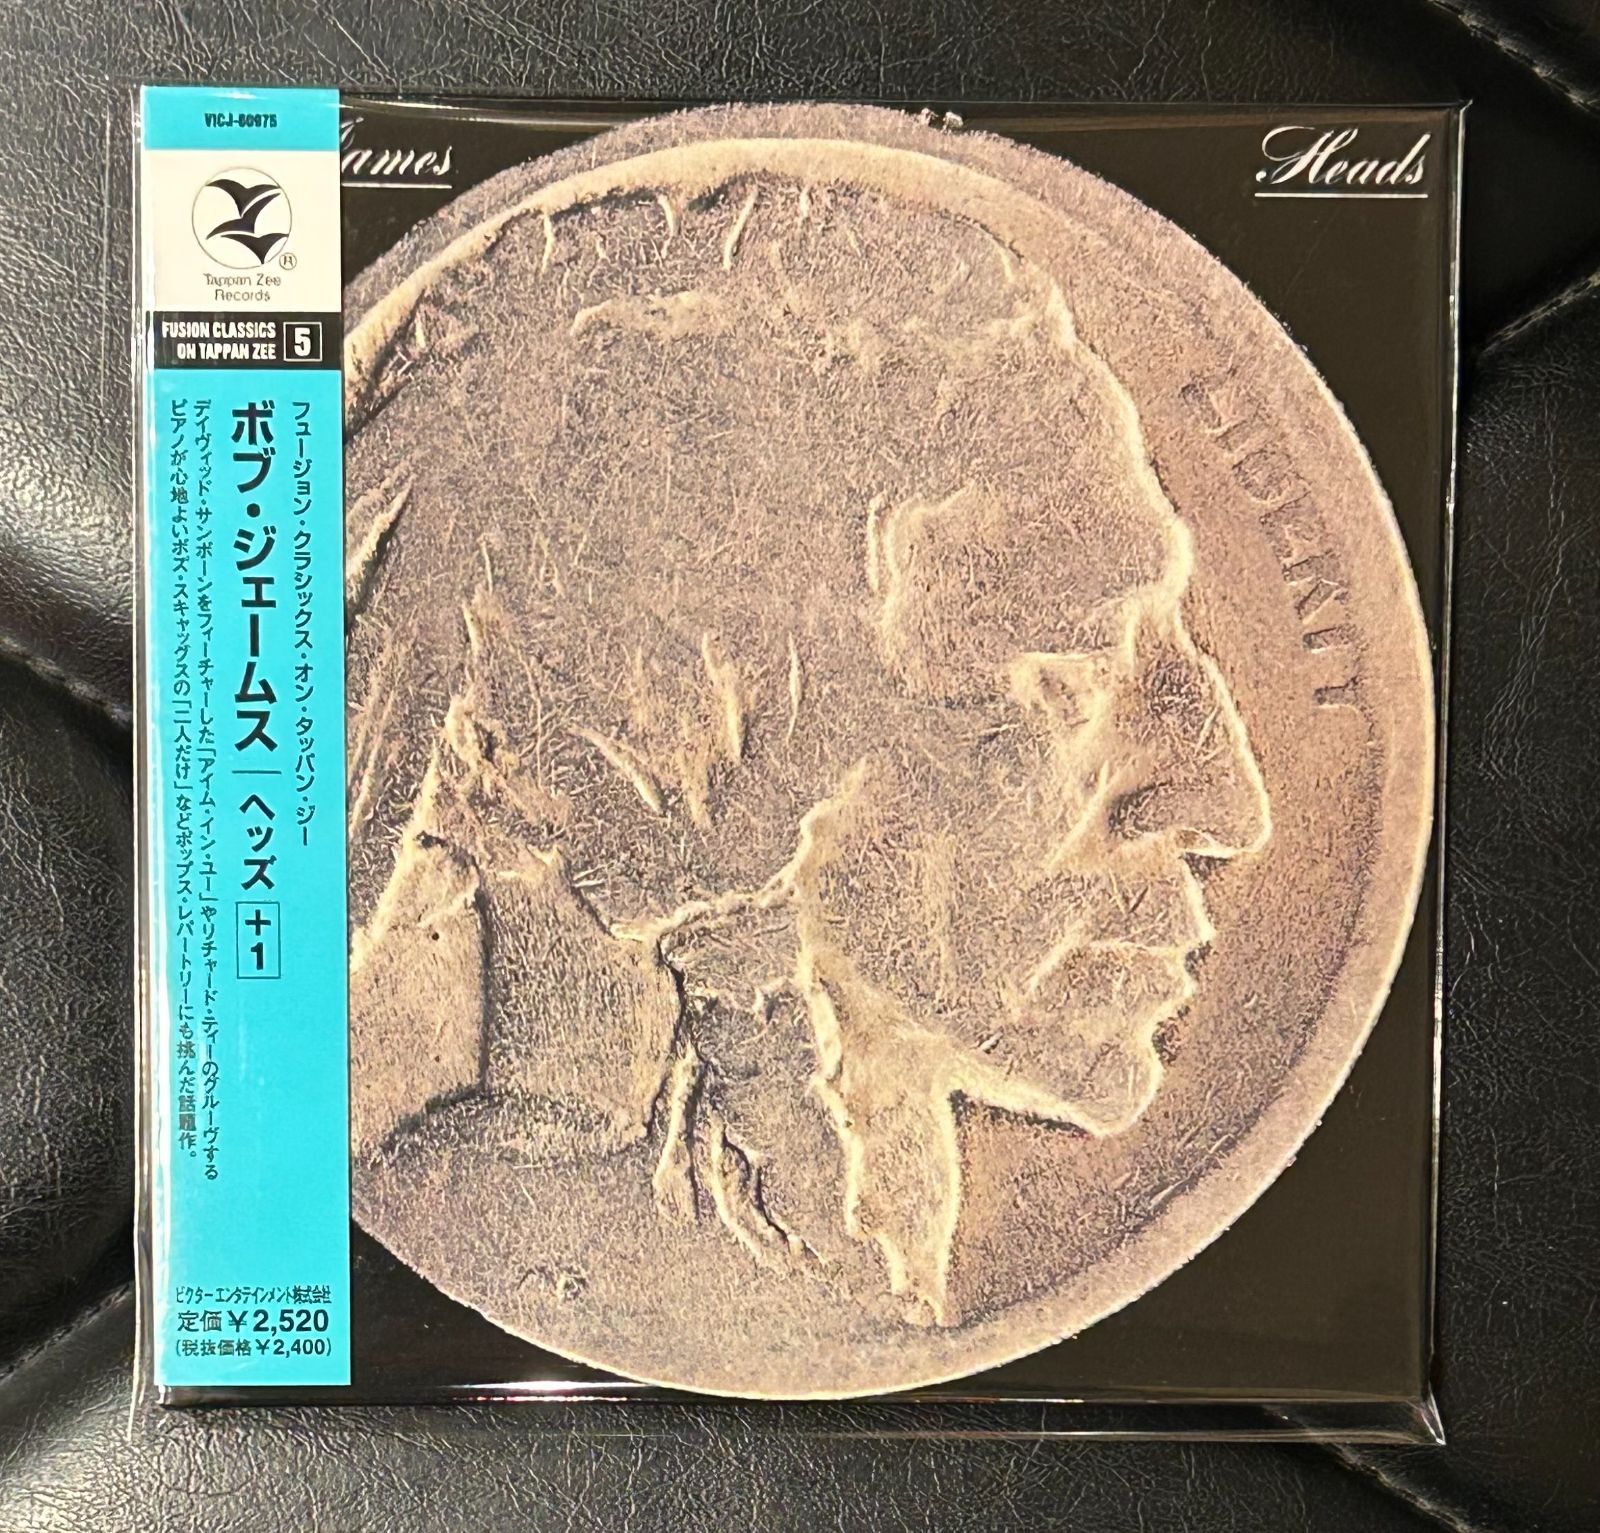 VICJ-60975
Tappan Zee
Records
®
FUSION CLASSICS
ON TAPPAN ZEE
5
フュージョン・クラシックス・オン・タッパン・ジー
ボブ・ジェームス|ヘッズ +1
デイヴィッド・サンボーンをフィーチャーした「アイム・イン・ユー」やリチャード・ティーのグルーヴする
ピアノが心地よいボズ・スキャッグスの「二人だけ」などポップス・レパートリーにも挑んだ話題作。
ビクターエンタテインメント株式会社
定価￥2,520
(税抜価格￥2,400)
James
Heads